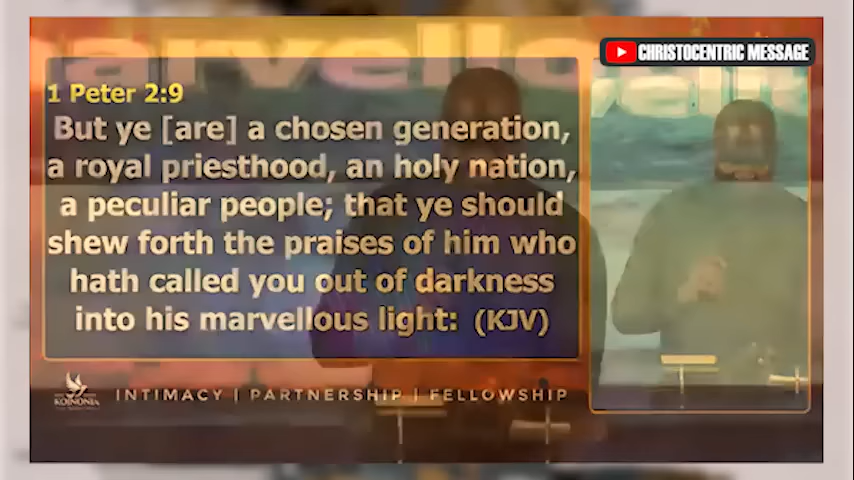 arvello
CHRISTOCENTRIC MESSAGE
1 Peter 2:9
But ye [are] a chosen generation,
a royal priesthood, an holy nation,
a peculiar people; that ye should
shew forth the praises of him who
hath called you out of darkness
into his marvellous light: (KJV)
KOINONIA
INTIMACY | PARTNERSHIP | FELLOWSHIP